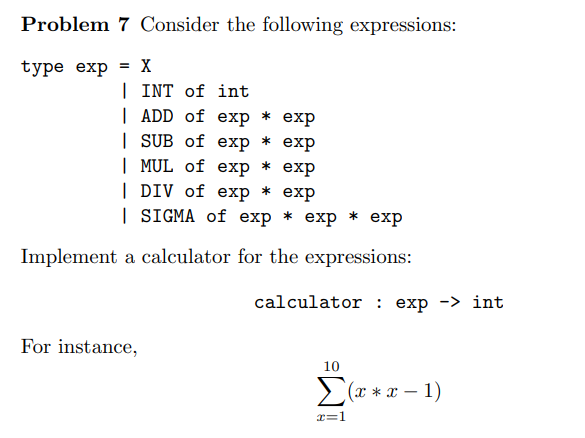 Problem 7 Consider the following expressions:
type exp = X
| INT of int
| ADD of exp * exp
| SUB of exp * exp
| MUL of exp * exp
| DIV of exp * exp
| SIGMA of exp * exp * exp
Implement a calculator for the expressions:
calculator : exp -> int
For instance,
10
∑(x * x − 1)
x=1